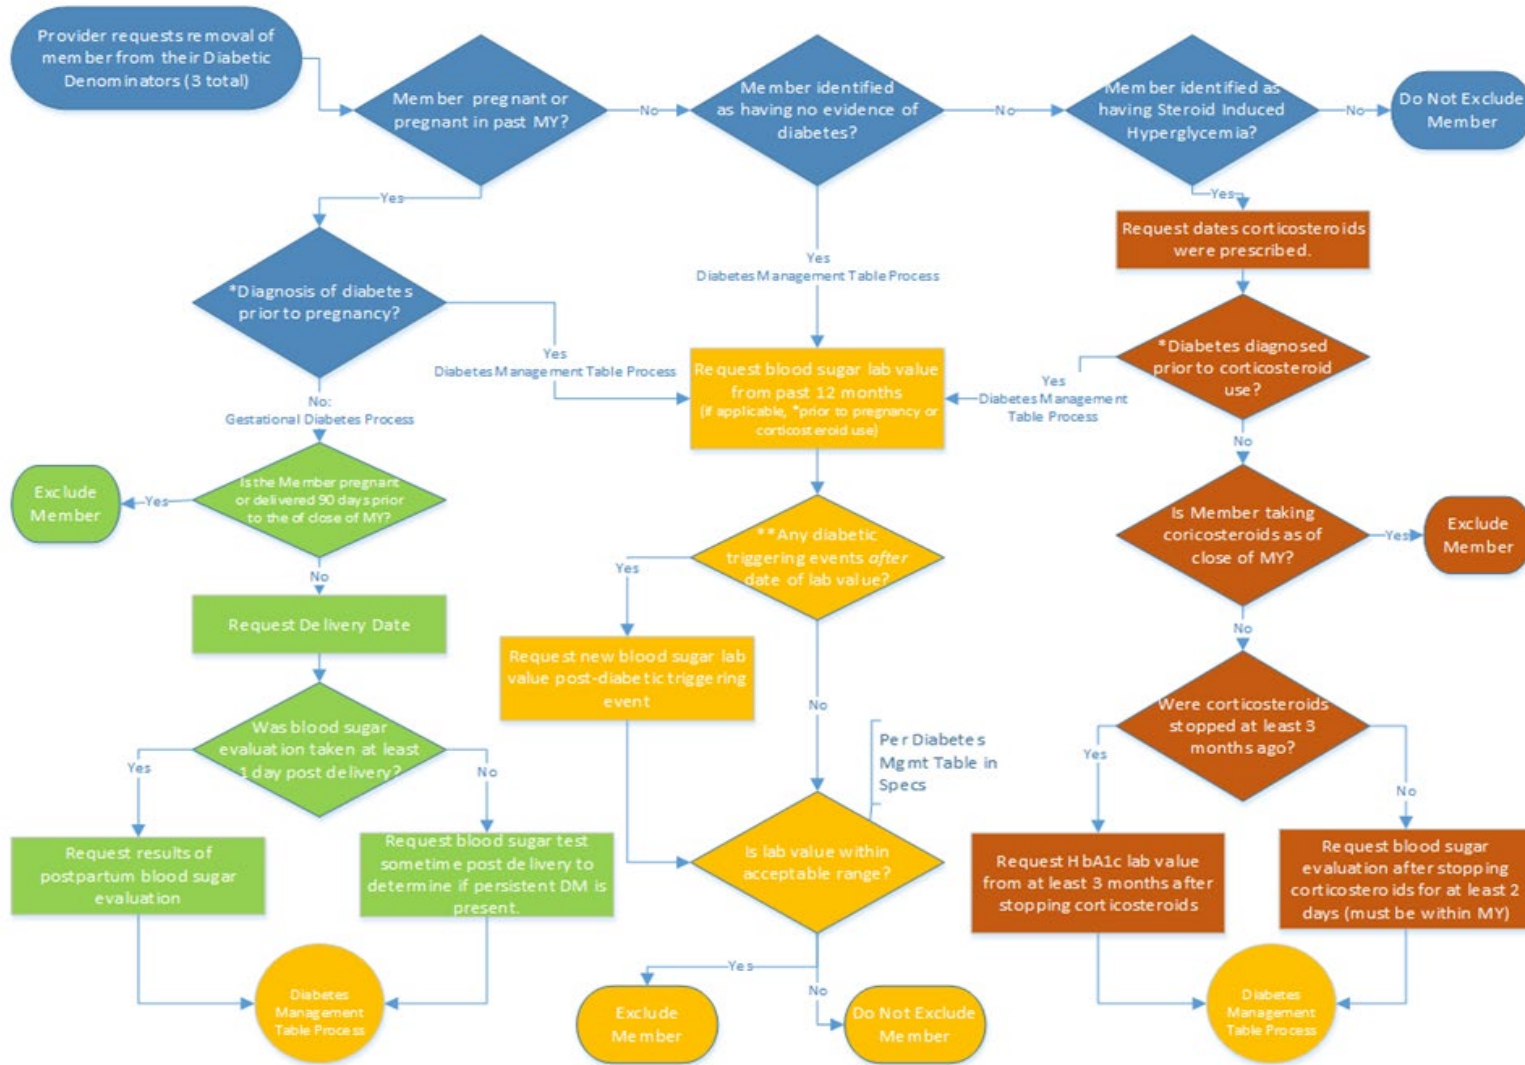 Provider requests removal of
member from their Diabetic
Denominators (3 total)
Member pregnant or
pregnant in past MY?
No
Member identified
as having no evidence of
diabetes?
No
Member identified as
having Steroid Induced
Hyperglycemia?
No
Do Not Exclude
Member
Yes
*Diagnosis of diabetes
prior to pregnancy?
Yes
Diabetes Management Table Process
Yes
Diabetes Management Table Process
Yes
Request dates corticosteroids
were prescribed.
*Diabetes diagnosed
prior to corticosteroid
use?
Yes
Diabetes Management
Table Process
Request blood sugar lab value
from past 12 months
(if applicable, *prior to pregnancy or
corticosteroid use)
No:
Gestational Diabetes Process
Is the Member pregnant
or delivered 90 days prior
to the of close of MY?
Yes
Exclude
Member
No
Request Delivery Date
Was blood sugar
evaluation taken at least
1 day post delivery?
Yes
No
Request results of
postpartum blood sugar
evaluation
Request blood sugar test
sometime post delivery to
determine if persistent DM is
present.
Diabetes
Management
Table Process
**Any diabetic
triggering events after
date of lab value?
Yes
Request new blood sugar lab
value post-diabetic triggering
event
No
Per Diabetes
Mgmt Table in
Specs
Is lab value within
acceptable range?
Yes
No
Exclude
Member
Do Not Exclude
Member
No
Is Member taking
coricosteroids as of
close of MY?
Yes
Exclude
Member
No
Were corticosteroids
stopped at least 3
months ago?
Yes
No
Request HbA1c lab value
from at least 3 months after
stopping corticosteroids
Request blood sugar
evaluation after stopping
corticosteroids for at least 2
days (must be within MY)
Diabetes
Management
Table Process